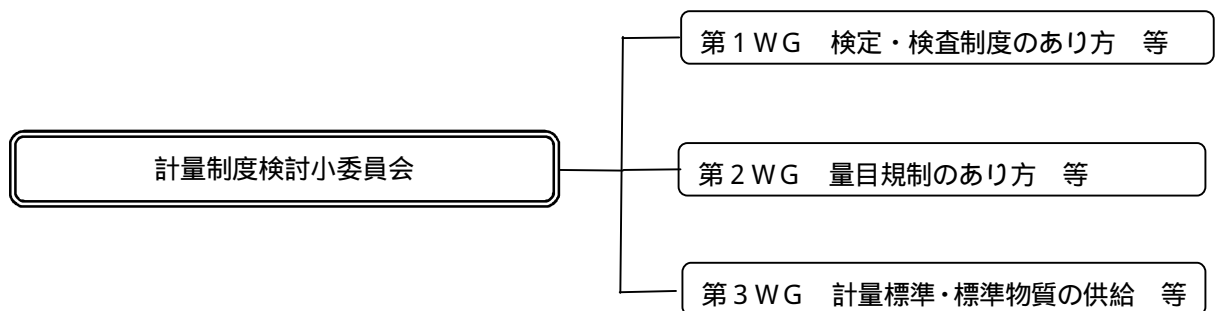 第１ＷＧ　検定・検査制度のあり方　等
計量制度検討小委員会
第２ＷＧ　量目規制のあり方　等
第３ＷＧ　計量標準・標準物質の供給　等